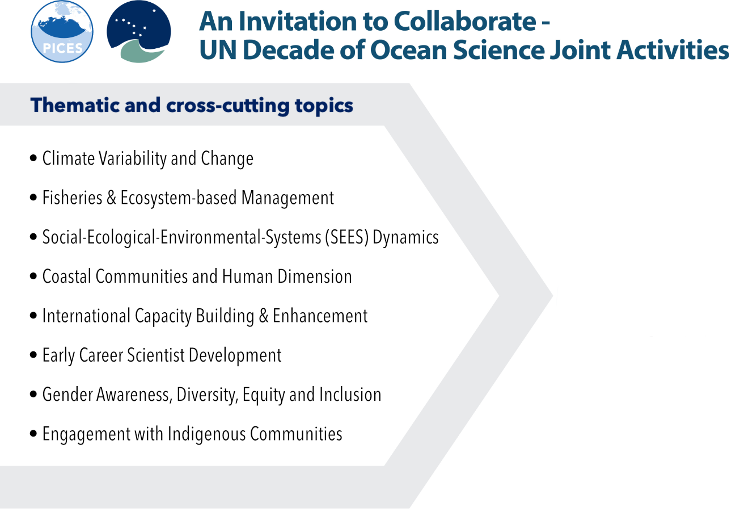 PICES
An Invitation to Collaborate -
UN Decade of Ocean Science Joint Activities
Thematic and cross-cutting topics
• Climate Variability and Change
• Fisheries & Ecosystem-based Management
• Social-Ecological-Environmental-Systems (SEES) Dynamics
• Coastal Communities and Human Dimension
• International Capacity Building & Enhancement
• Early Career Scientist Development
• Gender Awareness, Diversity, Equity and Inclusion
• Engagement with Indigenous Communities